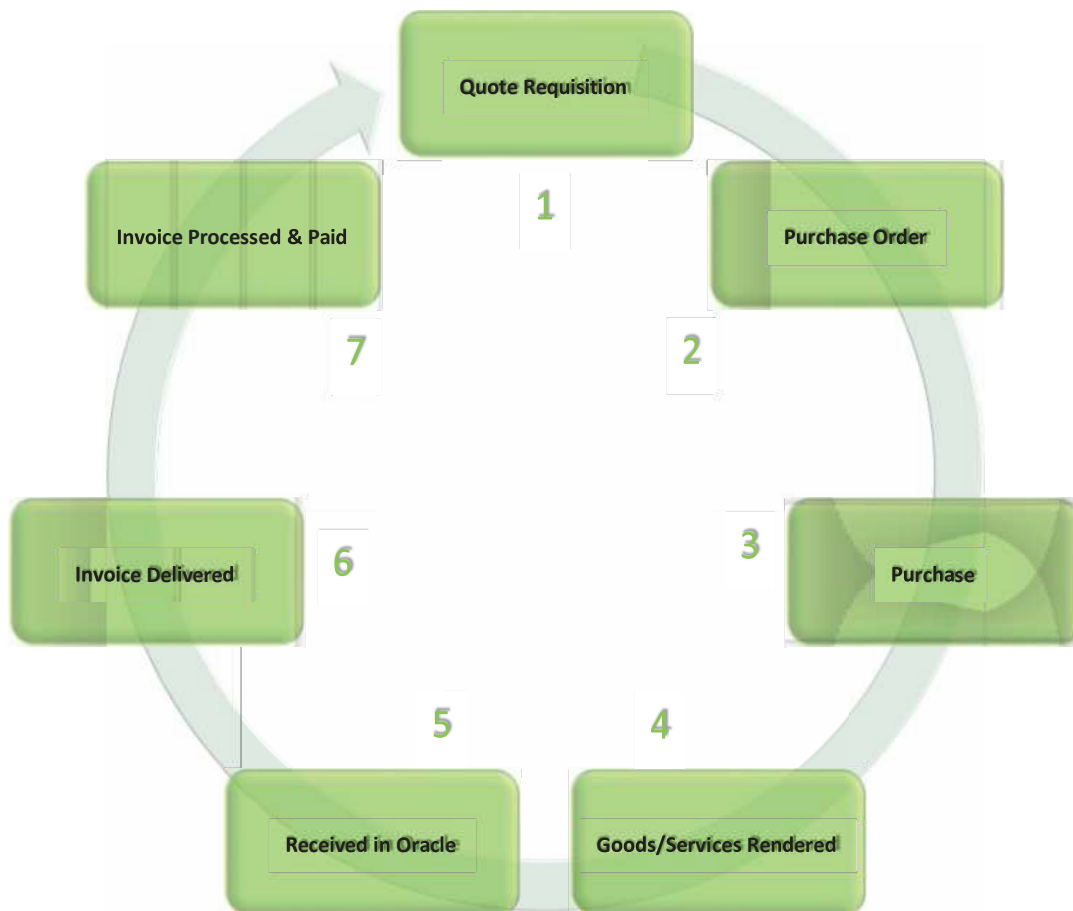 Quote Requisition
1
Purchase Order
2
Purchase
3
Goods/Services Rendered
4
Received in Oracle
5
Invoice Delivered
6
Invoice Processed & Paid
7